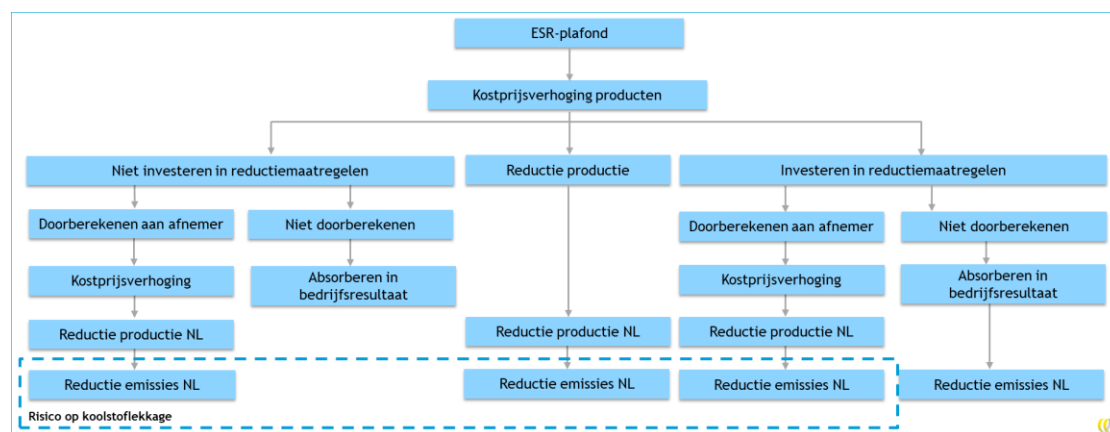 ESR-plafond
Kostprijsverhoging producten
Niet investeren in reductiemaatregelen
Reductie productie
Investeren in reductiemaatregelen
Doorberekenen aan afnemer
Niet doorberekenen
Doorberekenen aan afnemer
Niet doorberekenen
Kostprijsverhoging
Absorberen in
bedrijfsresultaat
Kostprijsverhoging
Absorberen in
bedrijfsresultaat
Reductie productie NL
Reductie productie NL
Reductie productie NL
Reductie emissies NL
Reductie emissies NL
Reductie emissies NL
Reductie emissies NL
Risico op koolstoflekkage